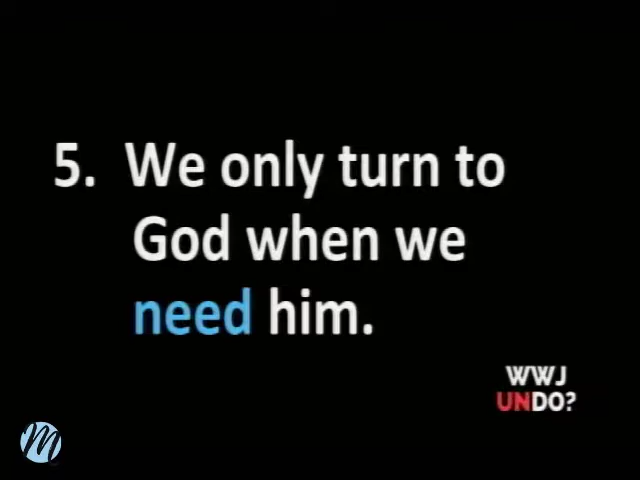 5. We only turn to
God when we
need him.
WWJ
UNDO?
M